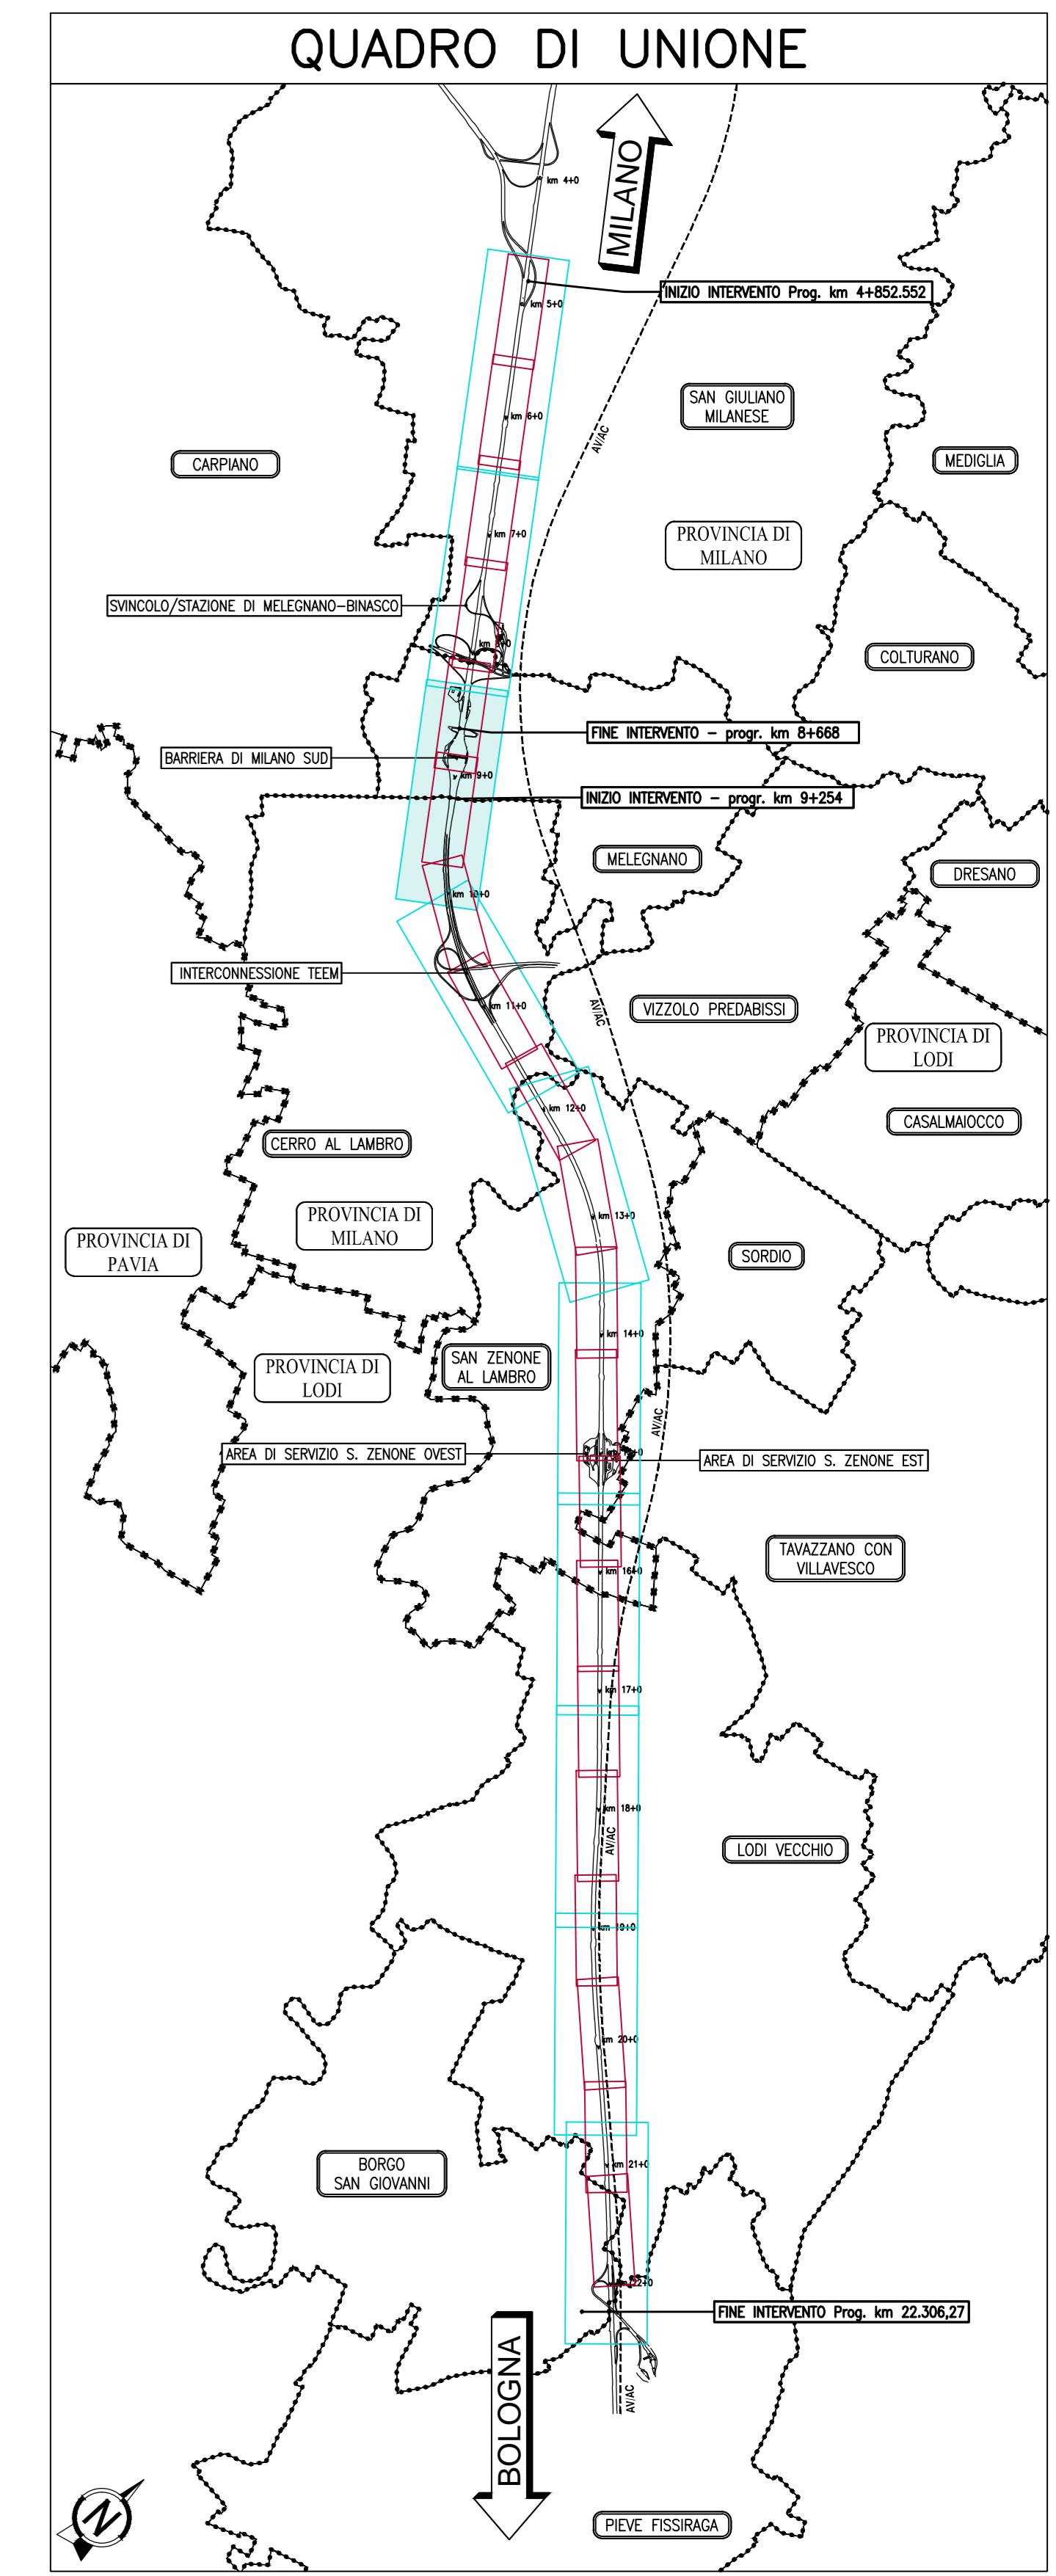 QUADRO DI UNIONE
MILANO
km 4+0
INIZIO INTERVENTO Prog. km 4+852.552
km 5+0
SAN GIULIANO
MILANESE
km 6+0
AV/AC
CARPIANO
MEDIGLIA
km 7+0
PROVINCIA DI
MILANO
SVINCOLO/STAZIONE DI MELEGNANO-BINASCO
COLTURANO
FINE INTERVENTO - progr. km 8+668
BARRIERA DI MILANO SUD
km 9+0
INIZIO INTERVENTO - progr. km 9+254
MELEGNANO
DRESANO
km 10+0
INTERCONNESSIONE TEEM
km 11+0
AV/AC
VIZZOLO PREDABISSI
PROVINCIA DI
LODI
km 12+0
CASALMAIOCCO
CERRO AL LAMBRO
PROVINCIA DI
MILANO
km 13+0
PROVINCIA DI
PAVIA
SORDIO
km 14+0
SAN ZENONE
AL LAMBRO
PROVINCIA DI
LODI
AV/AC
AREA DI SERVIZIO S. ZENONE OVEST
AREA DI SERVIZIO S. ZENONE EST
TAVAZZANO CON
VILLAVESCO
km 16+0
km 17+0
km 18+0
AV/AC
LODI VECCHIO
km 19+0
km 20+0
BORGO
SAN GIOVANNI
km 21+0
km 22+0
FINE INTERVENTO Prog. km 22.306,27
BOLOGNA
AV/AC
N
PIEVE FISSIRAGA